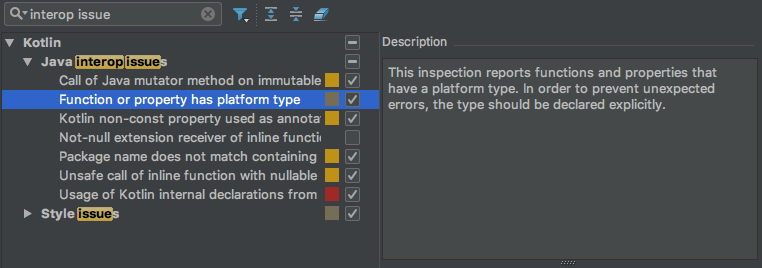 interop issue
Kotlin
Java interop issues
Call of Java mutator method on immutable
Function or property has platform type
Kotlin non-const property used as annota
Not-null extension receiver of inline functi
Package name does not match containing
Unsafe call of inline function with nullable
Usage of Kotlin internal declarations from
Style issues
Description
This inspection reports functions and properties that
have a platform type. In order to prevent unexpected
errors, the type should be declared explicitly.